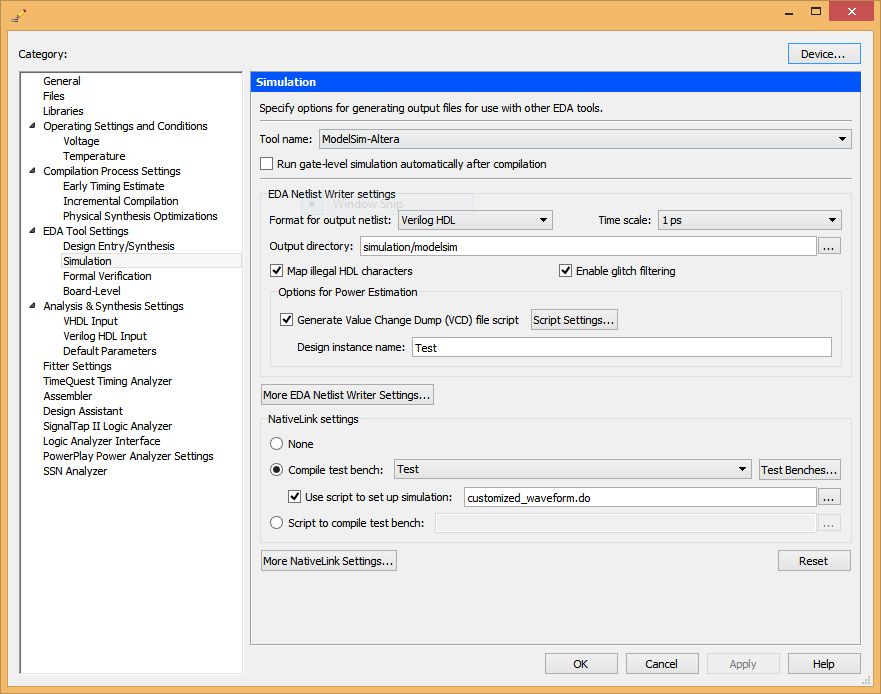 Category:
Device...
General
Files
Libraries
Operating Settings and Conditions
Voltage
Temperature
Compilation Process Settings
Early Timing Estimate
Incremental Compilation
Physical Synthesis Optimizations
EDA Tool Settings
Design Entry/Synthesis
Simulation
Formal Verification
Board-Level
Analysis & Synthesis Settings
VHDL Input
Verilog HDL Input
Default Parameters
Fitter Settings
TimeQuest Timing Analyzer
Assembler
Design Assistant
SignalTap II Logic Analyzer
Logic Analyzer Interface
PowerPlay Power Analyzer Settings
SSN Analyzer
Simulation
Specify options for generating output files for use with other EDA tools.
Tool name: ModelSim-Altera
Run gate-level simulation automatically after compilation
EDA Netlist Writer settings
Window Snip
Format for output netlist: Verilog HDL Time scale: 1 ps
Output directory: simulation/modelsim ...
Map illegal HDL characters Enable glitch filtering
Options for Power Estimation
Generate Value Change Dump (VCD) file script Script Settings...
Design instance name: Test
More EDA Netlist Writer Settings...
NativeLink settings
None
Compile test bench: Test Test Benches...
Use script to set up simulation: customized_waveform.do ...
Script to compile test bench: ...
More NativeLink Settings... Reset
OK Cancel Apply Help